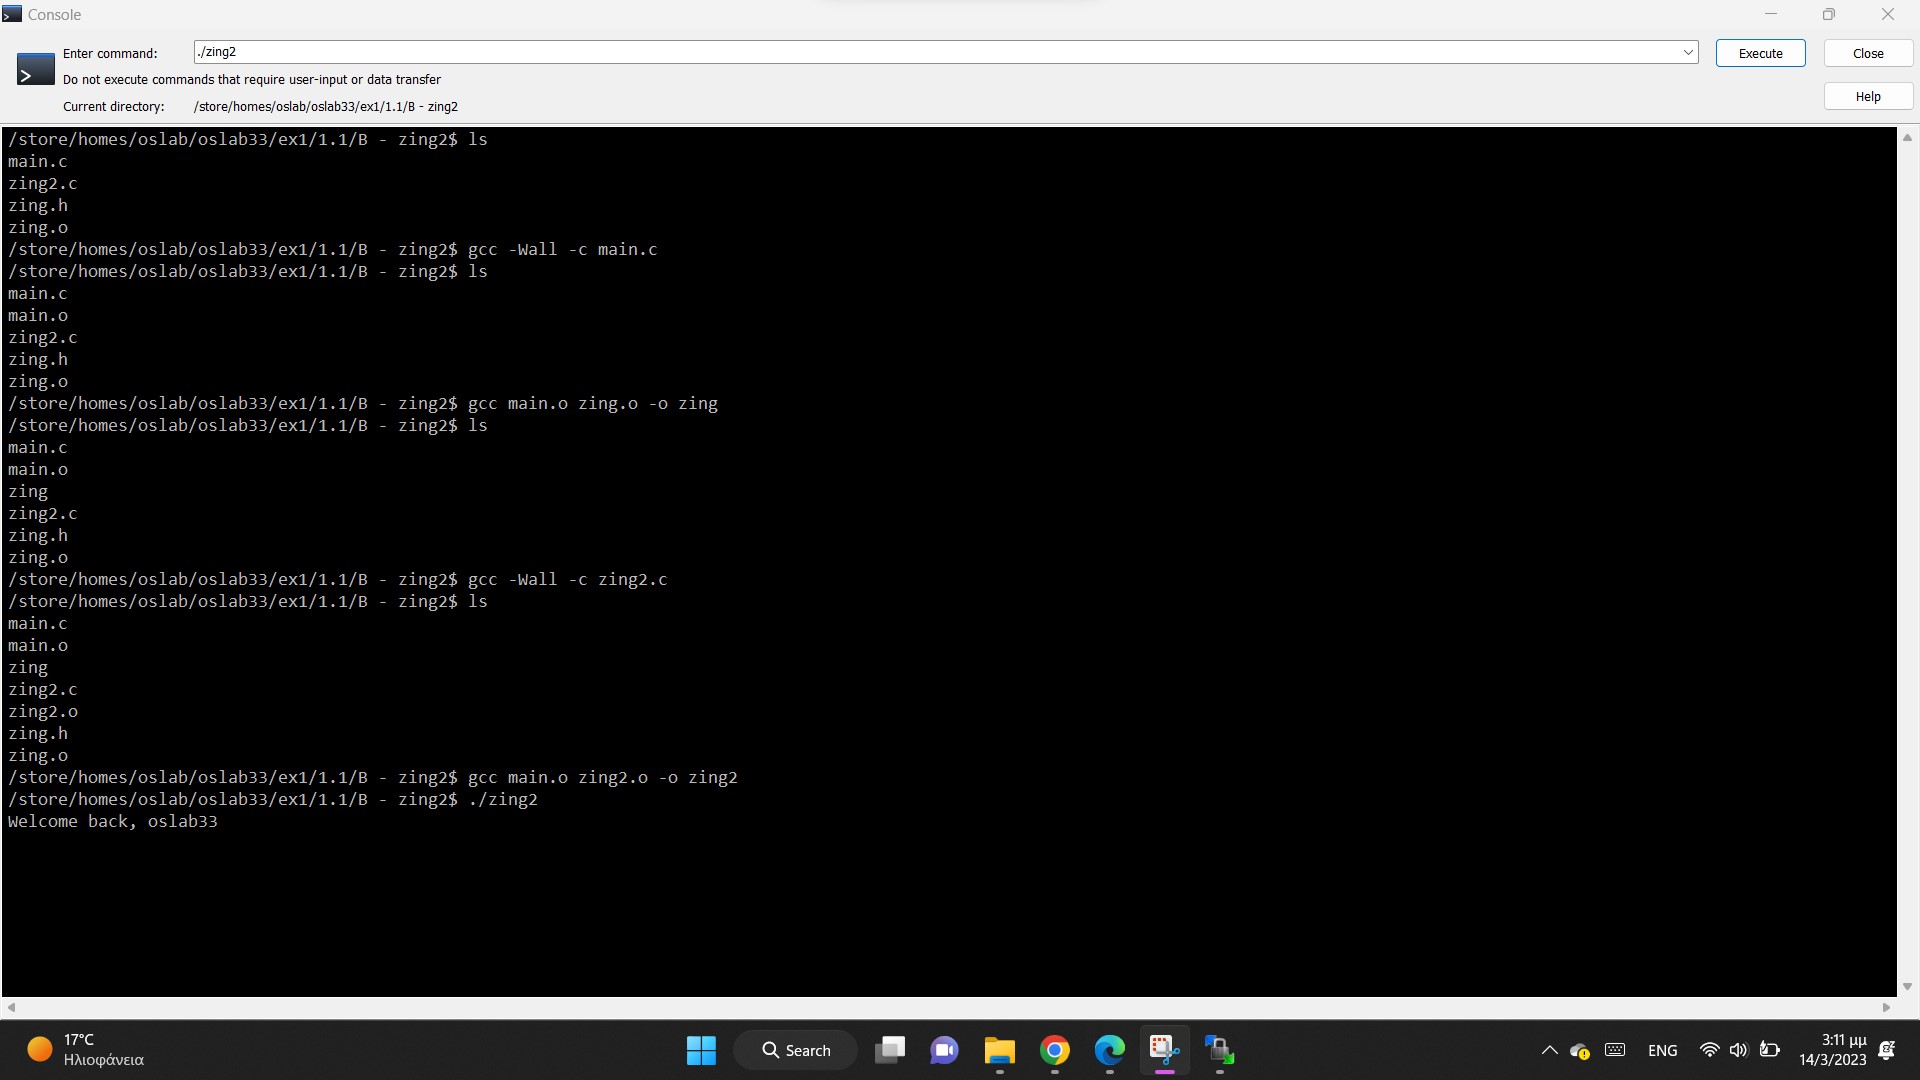 Console
Enter command:
./zing2
Execute
Close
Do not execute commands that require user-input or data transfer
Help
Current directory:
/store/homes/oslab/oslab33/ex1/1.1/B - zing2
/store/homes/oslab/oslab33/ex1/1.1/B - zing2$ ls
main.c
zing2.c
zing.h
zing.o
/store/homes/oslab/oslab33/ex1/1.1/B - zing2$ gcc -Wall -c main.c
/store/homes/oslab/oslab33/ex1/1.1/B - zing2$ ls
main.c
main.o
zing2.c
zing.h
zing.o
/store/homes/oslab/oslab33/ex1/1.1/B - zing2$ gcc main.o zing.o -o zing
/store/homes/oslab/oslab33/ex1/1.1/B - zing2$ ls
main.c
main.o
zing
zing2.c
zing.h
zing.o
/store/homes/oslab/oslab33/ex1/1.1/B - zing2$ gcc -Wall -c zing2.c
/store/homes/oslab/oslab33/ex1/1.1/B - zing2$ ls
main.c
main.o
zing
zing2.c
zing2.o
zing.h
zing.o
/store/homes/oslab/oslab33/ex1/1.1/B - zing2$ gcc main.o zing2.o -o zing2
/store/homes/oslab/oslab33/ex1/1.1/B - zing2$ ./zing2
Welcome back, oslab33
17°C
Ηλιοφάνεια
Search
ENG
3:11 μμ
14/3/2023